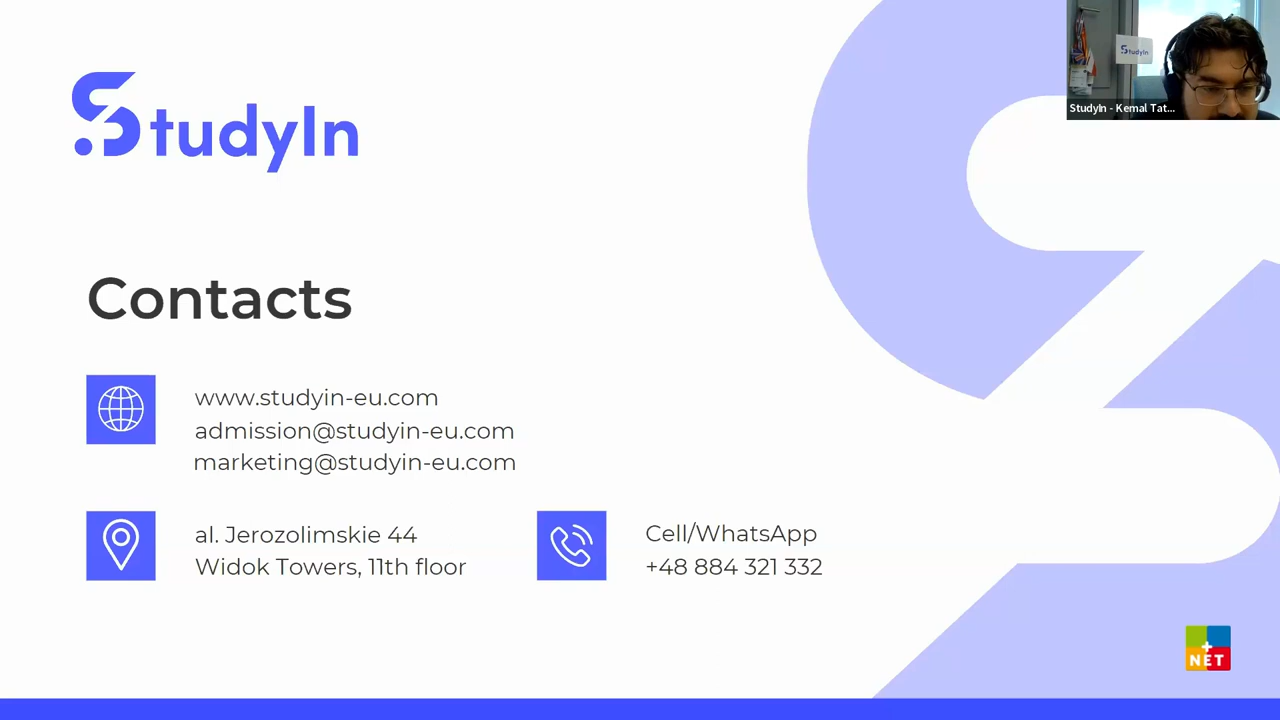 StudyIn
StudyIn
StudyIn - Kemal Tat...
Contacts
www.studyin-eu.com
admission@studyin-eu.com
marketing@studyin-eu.com
al. Jerozolimskie 44
Widok Towers, 11th floor
Cell/WhatsApp
+48 884 321 332
+
NET